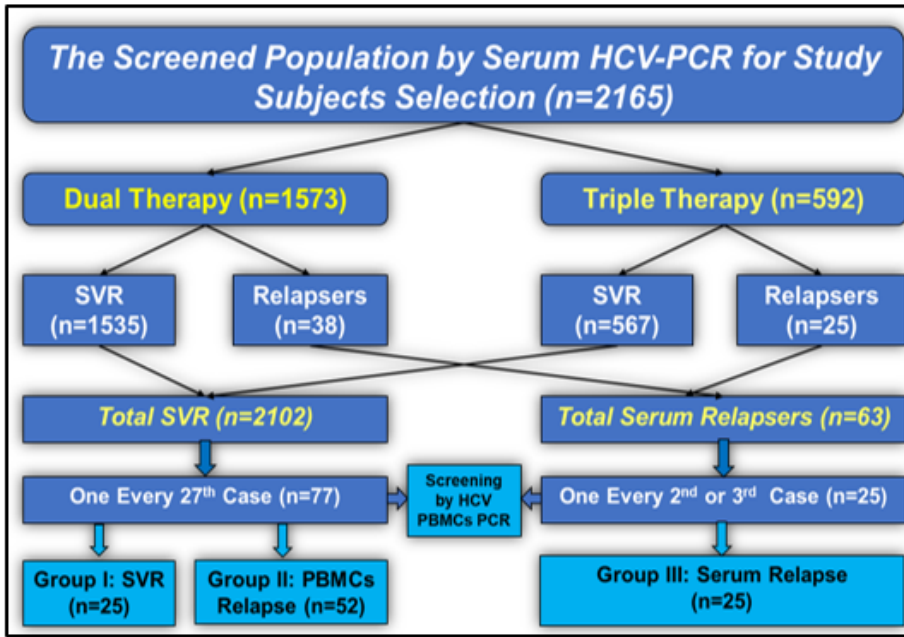 The Screened Population by Serum HCV-PCR for Study
Subjects Selection (n=2165)
Dual Therapy (n=1573)
Triple Therapy (n=592)
SVR
(n=1535)
Relapsers
(n=38)
SVR
(n=567)
Relapsers
(n=25)
Total SVR (n=2102)
Total Serum Relapsers (n=63)
One Every 27th Case (n=77)
Screening
by HCV
PBMCs PCR
One Every 2nd or 3rd Case (n=25)
Group I: SVR
(n=25)
Group II: PBMCs
Relapse (n=52)
Group III: Serum Relapse
(n=25)